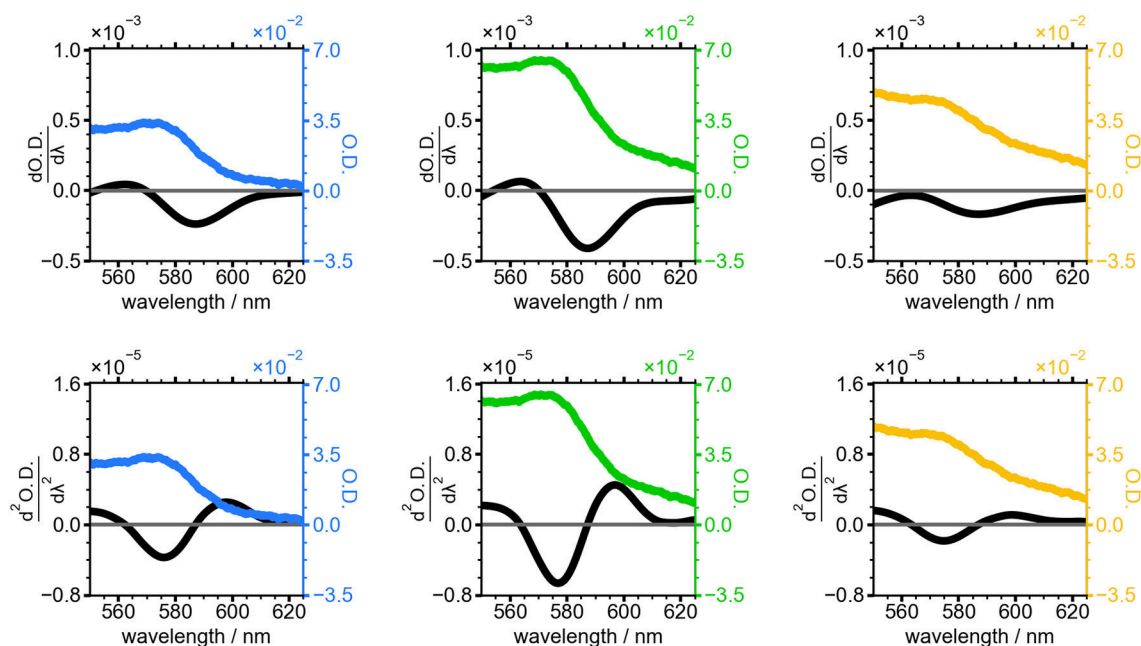 ×10⁻³ ×10⁻² ×10⁻³ ×10⁻² ×10⁻³ ×10⁻²
1.0 7.0 1.0 7.0 1.0 7.0
0.5 3.5 0.5 3.5 0.5 3.5
dO.D. O.D. dO.D. O.D. dO.D. O.D.
dλ dλ dλ
0.0 0.0 0.0 0.0 0.0 0.0
−0.5 −3.5 −0.5 −3.5 −0.5 −3.5
560 580 600 620 560 580 600 620 560 580 600 620
wavelength / nm wavelength / nm wavelength / nm
×10⁻⁵ ×10⁻² ×10⁻⁵ ×10⁻² ×10⁻⁵ ×10⁻²
1.6 7.0 1.6 7.0 1.6 7.0
0.8 3.5 0.8 3.5 0.8 3.5
d²O.D. O.D. d²O.D. O.D. d²O.D. O.D.
dλ² dλ² dλ²
0.0 0.0 0.0 0.0 0.0 0.0
−0.8 −3.5 −0.8 −3.5 −0.8 −3.5
560 580 600 620 560 580 600 620 560 580 600 620
wavelength / nm wavelength / nm wavelength / nm